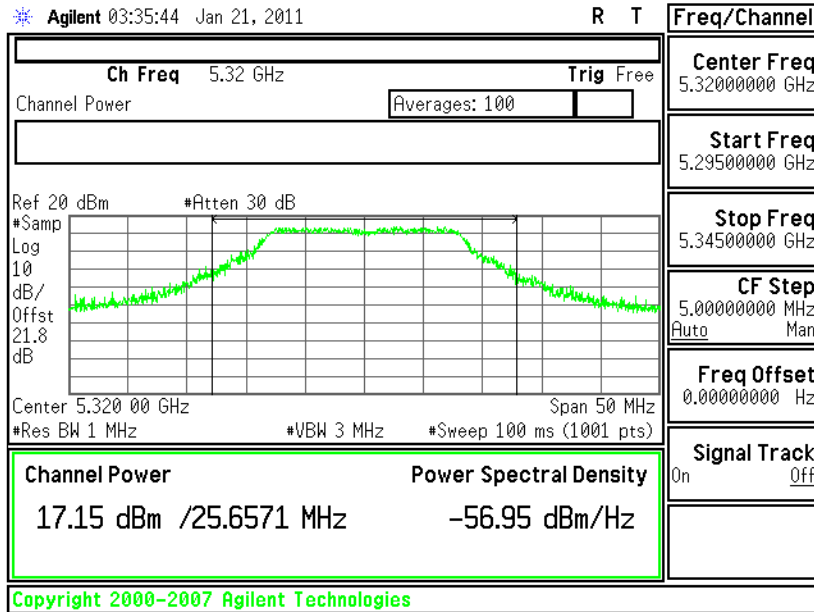 Agilent 03:35:44 Jan 21, 2011 R T
Freq/Channel
Ch Freq 5.32 GHz Trig Free
Channel Power Averages: 100
Center Freq
5.32000000 GHz
Start Freq
5.29500000 GHz
Stop Freq
5.34500000 GHz
CF Step
5.00000000 MHz
Auto Man
Freq Offset
0.00000000 Hz
Signal Track
On Off
Ref 20 dBm #Atten 30 dB
#Samp
Log
10
dB/
Offst
21.8
dB
Center 5.320 00 GHz Span 50 MHz
#Res BW 1 MHz #VBW 3 MHz #Sweep 100 ms (1001 pts)
Channel Power Power Spectral Density
17.15 dBm /25.6571 MHz -56.95 dBm/Hz
Copyright 2000-2007 Agilent Technologies